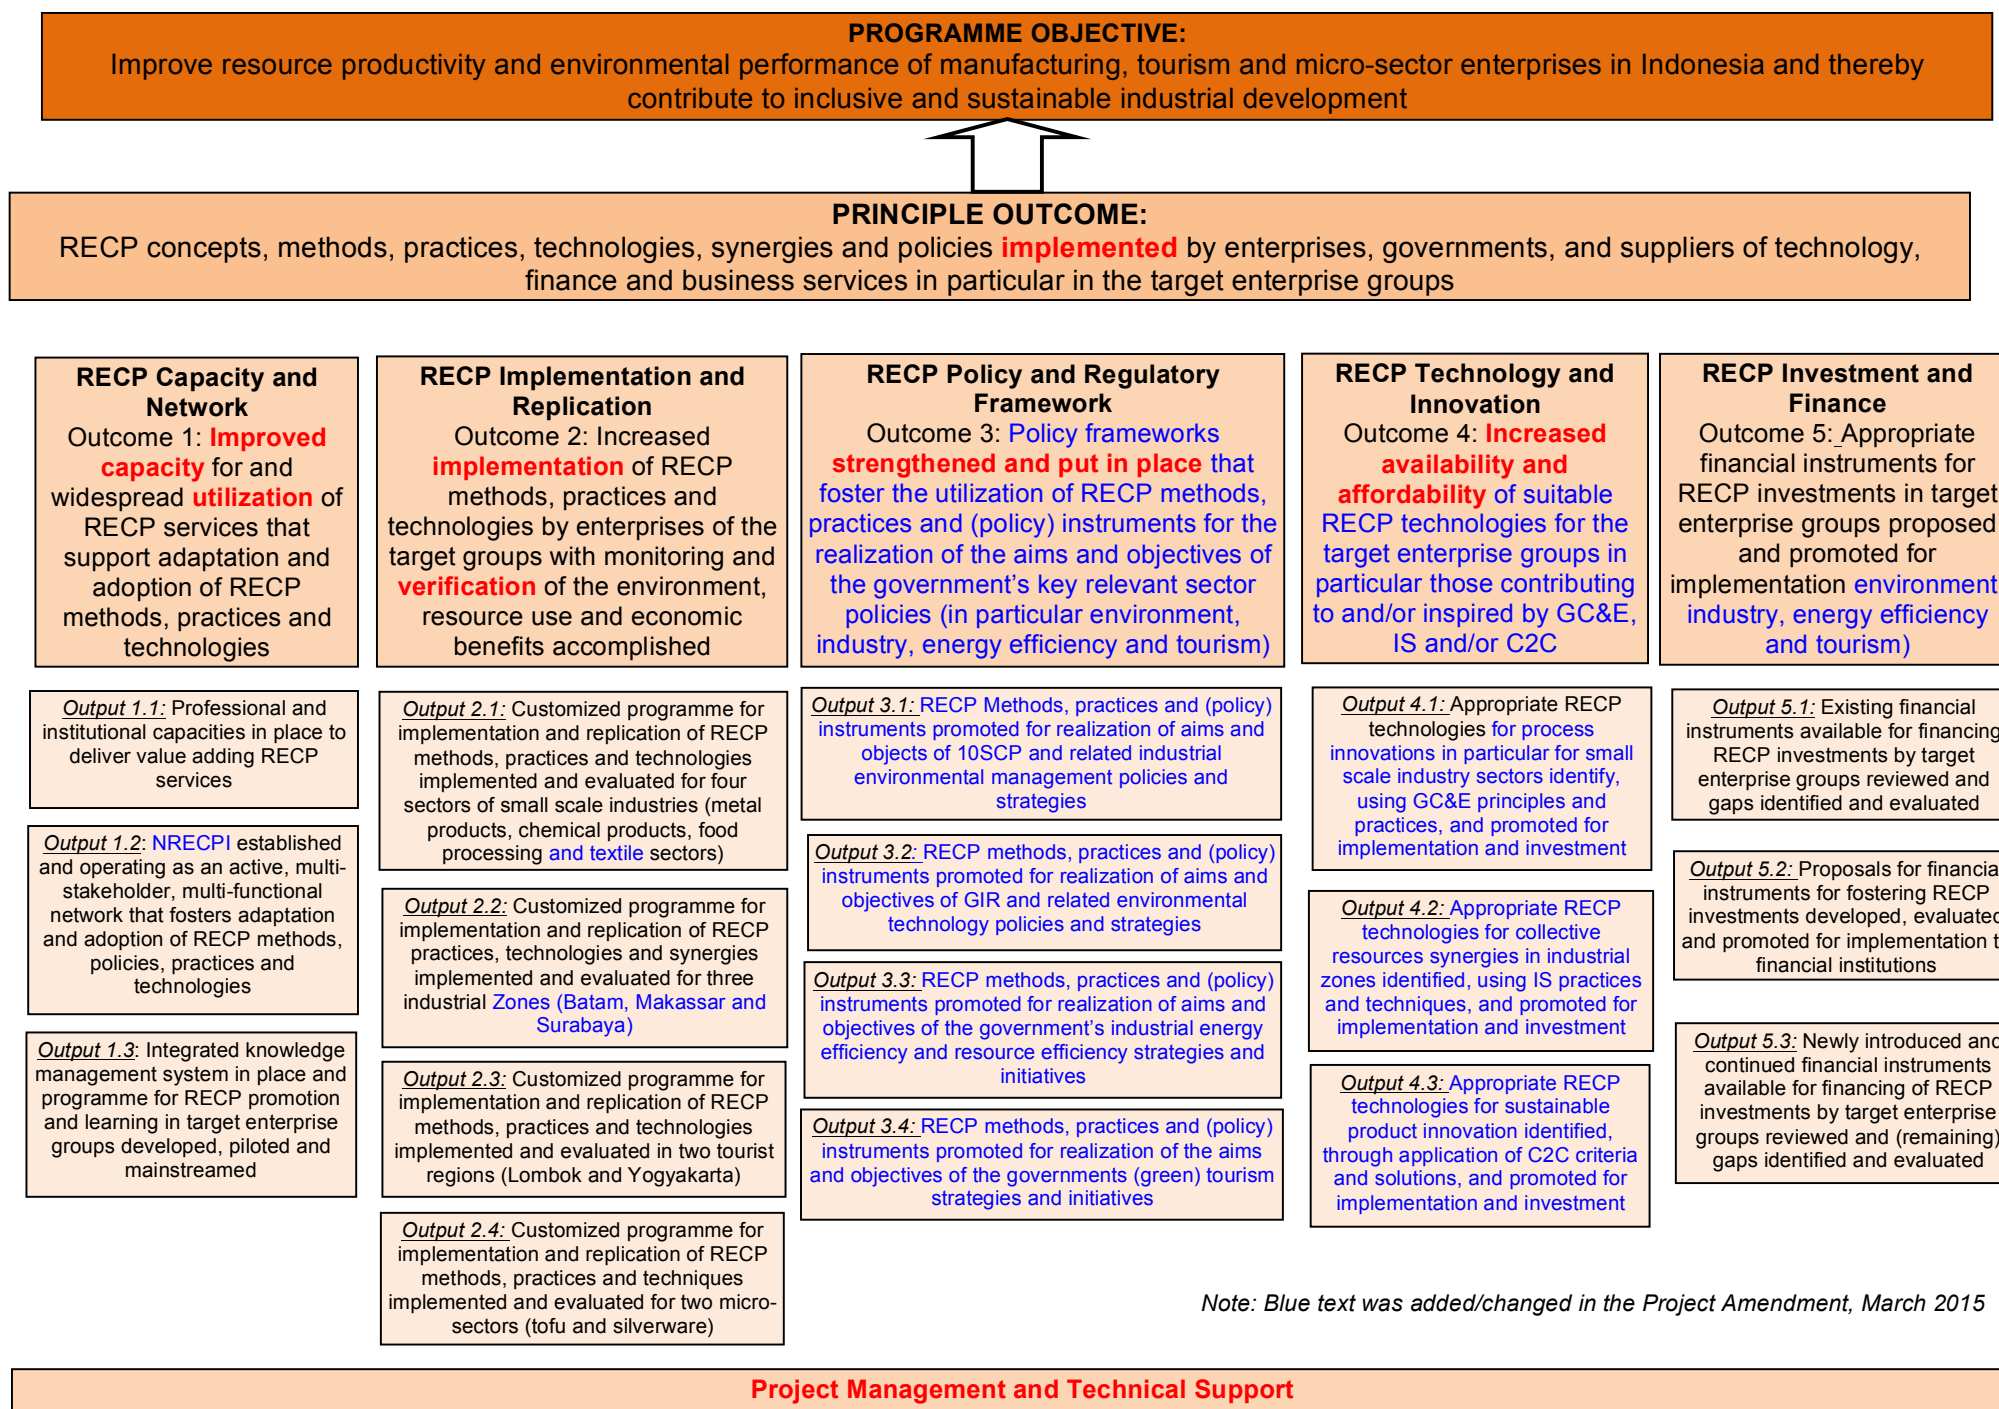 PROGRAMME OBJECTIVE:
Improve resource productivity and environmental performance of manufacturing, tourism and micro-sector enterprises in Indonesia and thereby
contribute to inclusive and sustainable industrial development
PRINCIPLE OUTCOME:
RECP concepts, methods, practices, technologies, synergies and policies implemented by enterprises, governments, and suppliers of technology,
finance and business services in particular in the target enterprise groups
RECP Capacity and
Network
Outcome 1: Improved
capacity for and
widespread utilization of
RECP services that
support adaptation and
adoption of RECP
methods, practices and
technologies
Output 1.1: Professional and
institutional capacities in place to
deliver value adding RECP
services
Output 1.2: NRECPI established
and operating as an active, multi-
stakeholder, multi-functional
network that fosters adaptation
and adoption of RECP methods,
policies, practices and
technologies
Output 1.3: Integrated knowledge
management system in place and
programme for RECP promotion
and learning in target enterprise
groups developed, piloted and
mainstreamed
RECP Implementation and
Replication
Outcome 2: Increased
implementation of RECP
methods, practices and
technologies by enterprises of the
target groups with monitoring and
verification of the environment,
resource use and economic
benefits accomplished
Output 2.1: Customized programme for
implementation and replication of RECP
methods, practices and technologies
implemented and evaluated for four
sectors of small scale industries (metal
products, chemical products, food
processing and textile sectors)
Output 2.2: Customized programme for
implementation and replication of RECP
practices, technologies and synergies
implemented and evaluated for three
industrial Zones (Batam, Makassar and
Surabaya)
Output 2.3: Customized programme for
implementation and replication of RECP
methods, practices and technologies
implemented and evaluated in two tourist
regions (Lombok and Yogyakarta)
Output 2.4: Customized programme for
implementation and replication of RECP
methods, practices and techniques
implemented and evaluated for two micro-
sectors (tofu and silverware)
RECP Policy and Regulatory
Framework
Outcome 3: Policy frameworks
strengthened and put in place that
foster the utilization of RECP methods,
practices and (policy) instruments for the
realization of the aims and objectives of
the government's key relevant sector
policies (in particular environment,
industry, energy efficiency and tourism)
Output 3.1: RECP Methods, practices and (policy)
instruments promoted for realization of aims and
objects of 10SCP and related industrial
environmental management policies and
strategies
Output 3.2: RECP methods, practices and (policy)
instruments promoted for realization of aims and
objectives of GIR and related environmental
technology policies and strategies
Output 3.3: RECP methods, practices and (policy)
instruments promoted for realization of aims and
objectives of the government's industrial energy
efficiency and resource efficiency strategies and
initiatives
Output 3.4: RECP methods, practices and (policy)
instruments promoted for realization of the aims
and objectives of the governments (green) tourism
strategies and initiatives
RECP Technology and
Innovation
Outcome 4: Increased
availability and
affordability of suitable
RECP technologies for the
target enterprise groups in
particular those contributing
to and/or inspired by GC&E,
IS and/or C2C
Output 4.1: Appropriate RECP
technologies for process
innovations in particular for small
scale industry sectors identify,
using GC&E principles and
practices, and promoted for
implementation and investment
Output 4.2: Appropriate RECP
technologies for collective
resources synergies in industrial
zones identified, using IS practices
and techniques, and promoted for
implementation and investment
Output 4.3: Appropriate RECP
technologies for sustainable
product innovation identified,
through application of C2C criteria
and solutions, and promoted for
implementation and investment
RECP Investment and
Finance
Outcome 5: Appropriate
financial instruments for
RECP investments in target
enterprise groups proposed
and promoted for
implementation environment
industry, energy efficiency
and tourism)
Output 5.1: Existing financial
instruments available for financing
RECP investments by target
enterprise groups reviewed and
gaps identified and evaluated
Output 5.2: Proposals for financia
instruments for fostering RECP
investments developed, evaluated
and promoted for implementation t
financial institutions
Output 5.3: Newly introduced and
continued financial instruments
available for financing of RECP
investments by target enterprise
groups reviewed and (remaining)
gaps identified and evaluated
Note: Blue text was added/changed in the Project Amendment, March 2015
Project Management and Technical Support